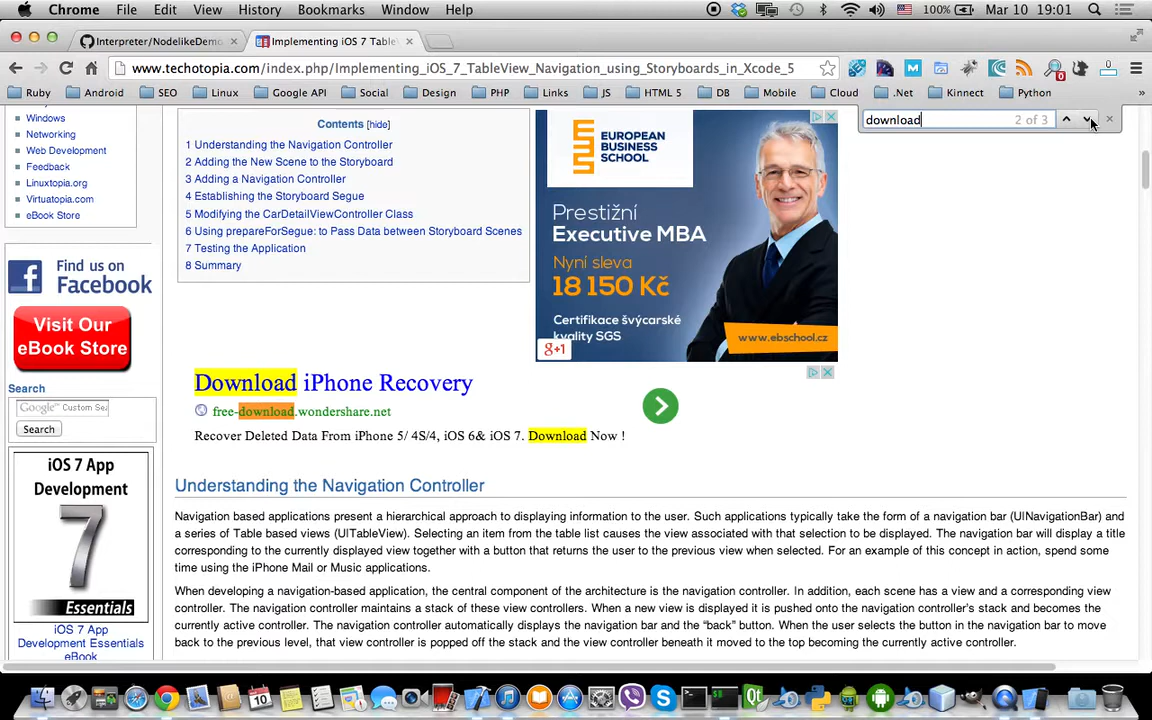 Chrome File Edit View History Bookmarks Window Help 100% Mar 10 19:01
Interpreter/NodelikeDemo Implementing iOS 7 TableV
www.techotopia.com/index.php/Implementing_iOS_7_TableView_Navigation_using_Storyboards_in_Xcode_5
Ruby Android SEO Linux Google API Social Design PHP Links JS HTML 5 DB Mobile Cloud .Net Kinnect Python »
download 2 of 3
Windows
Networking
Web Development
Feedback
Linuxtopia.org
Virtuatopia.com
eBook Store
Find us on
Facebook
Visit Our
eBook Store
Search
Google™ Custom Sea
Search
iOS 7 App
Development
7
Essentials
iOS 7 App
Development Essentials
eBook
Contents [hide]
1 Understanding the Navigation Controller
2 Adding the New Scene to the Storyboard
3 Adding a Navigation Controller
4 Establishing the Storyboard Segue
5 Modifying the CarDetailViewController Class
6 Using prepareForSegue: to Pass Data between Storyboard Scenes
7 Testing the Application
8 Summary
EUROPEAN
BUSINESS
SCHOOL
Prestižní
Executive MBA
Nyní sleva
18 150 Kč
Certifikace švýcarské
kvality SGS
www.ebschool.cz
g+1
Download iPhone Recovery
free-download.wondershare.net
Recover Deleted Data From iPhone 5/ 4S/4, iOS 6& iOS 7. Download Now !
Understanding the Navigation Controller
Navigation based applications present a hierarchical approach to displaying information to the user. Such applications typically take the form of a navigation bar (UINavigationBar) and
a series of Table based views (UITableView). Selecting an item from the table list causes the view associated with that selection to be displayed. The navigation bar will display a title
corresponding to the currently displayed view together with a button that returns the user to the previous view when selected. For an example of this concept in action, spend some
time using the iPhone Mail or Music applications.
When developing a navigation-based application, the central component of the architecture is the navigation controller. In addition, each scene has a view and a corresponding view
controller. The navigation controller maintains a stack of these view controllers. When a new view is displayed it is pushed onto the navigation controller's stack and becomes the
currently active controller. The navigation controller automatically displays the navigation bar and the “back” button. When the user selects the button in the navigation bar to move
back to the previous level, that view controller is popped off the stack and the view controller beneath it moved to the top becoming the currently active controller.